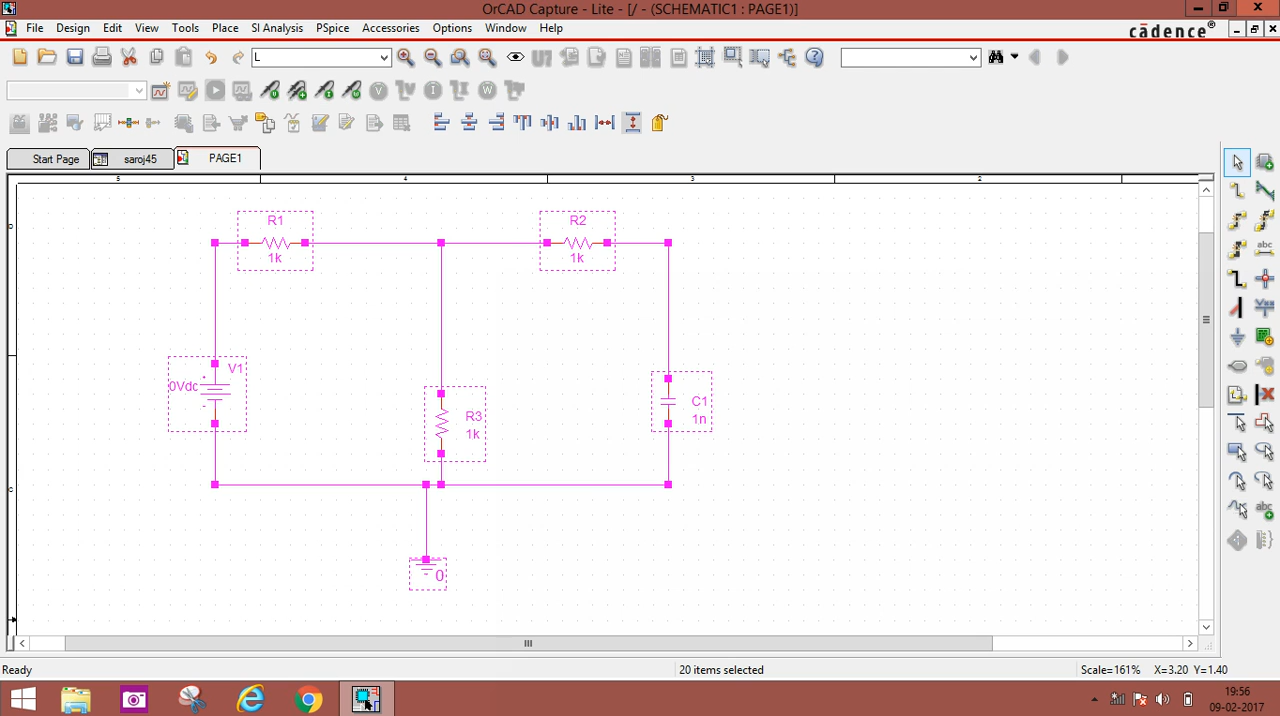 OrCAD Capture - Lite - [/ - (SCHEMATIC1 : PAGE1)]
File Design Edit View Tools Place SI Analysis PSpice Accessories Options Window Help
cādence®
L
U?
V I W
Start Page saroj45 PAGE1
5 4 3 2
D
R1 R2
1k 1k
abc
V1
0Vdc
C1
R3
1n
1k
C
abc
0
Ready 20 items selected Scale=161% X=3.20 Y=1.40
19:56
09-02-2017